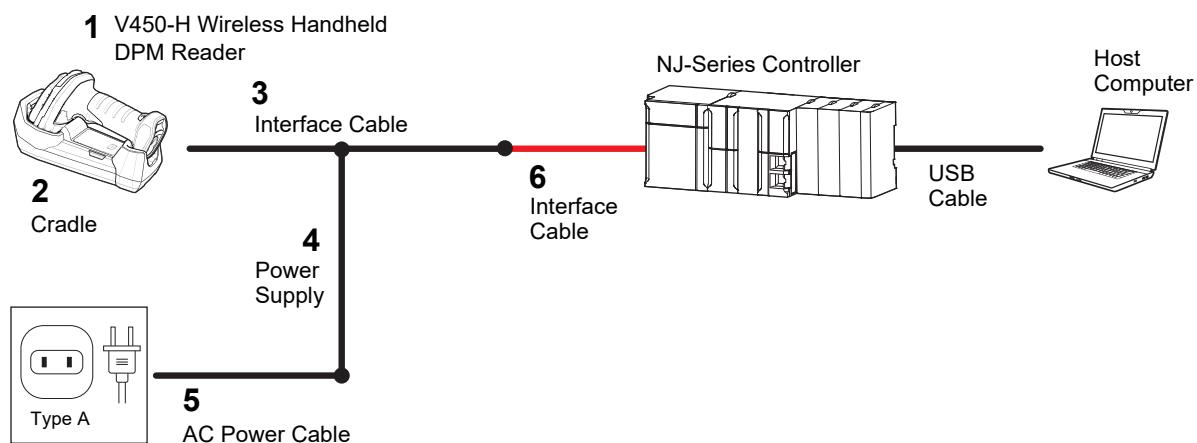 1 V450-H Wireless Handheld
DPM Reader
2
Cradle
3
Interface Cable
4
Power
Supply
Type A
5
AC Power Cable
6
Interface
Cable
NJ-Series Controller
USB
Cable
Host
Computer